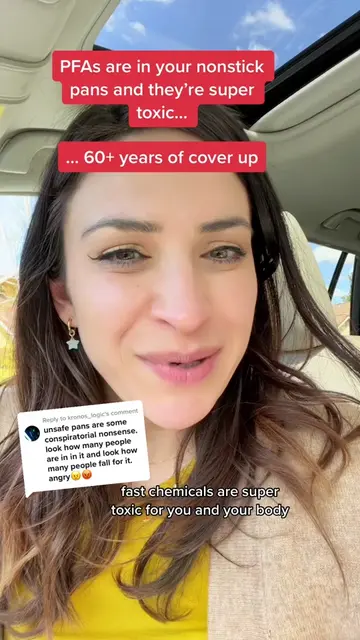 PFAs are in your nonstick
pans and they're super
toxic...
... 60+ years of cover up
Reply to kronos_logic's comment
unsafe pans are some
conspiratorial nonsense.
look how many people
are in in it and look how
many people fall for it.
angry😠😡
fast chemicals are super
toxic for you and your body